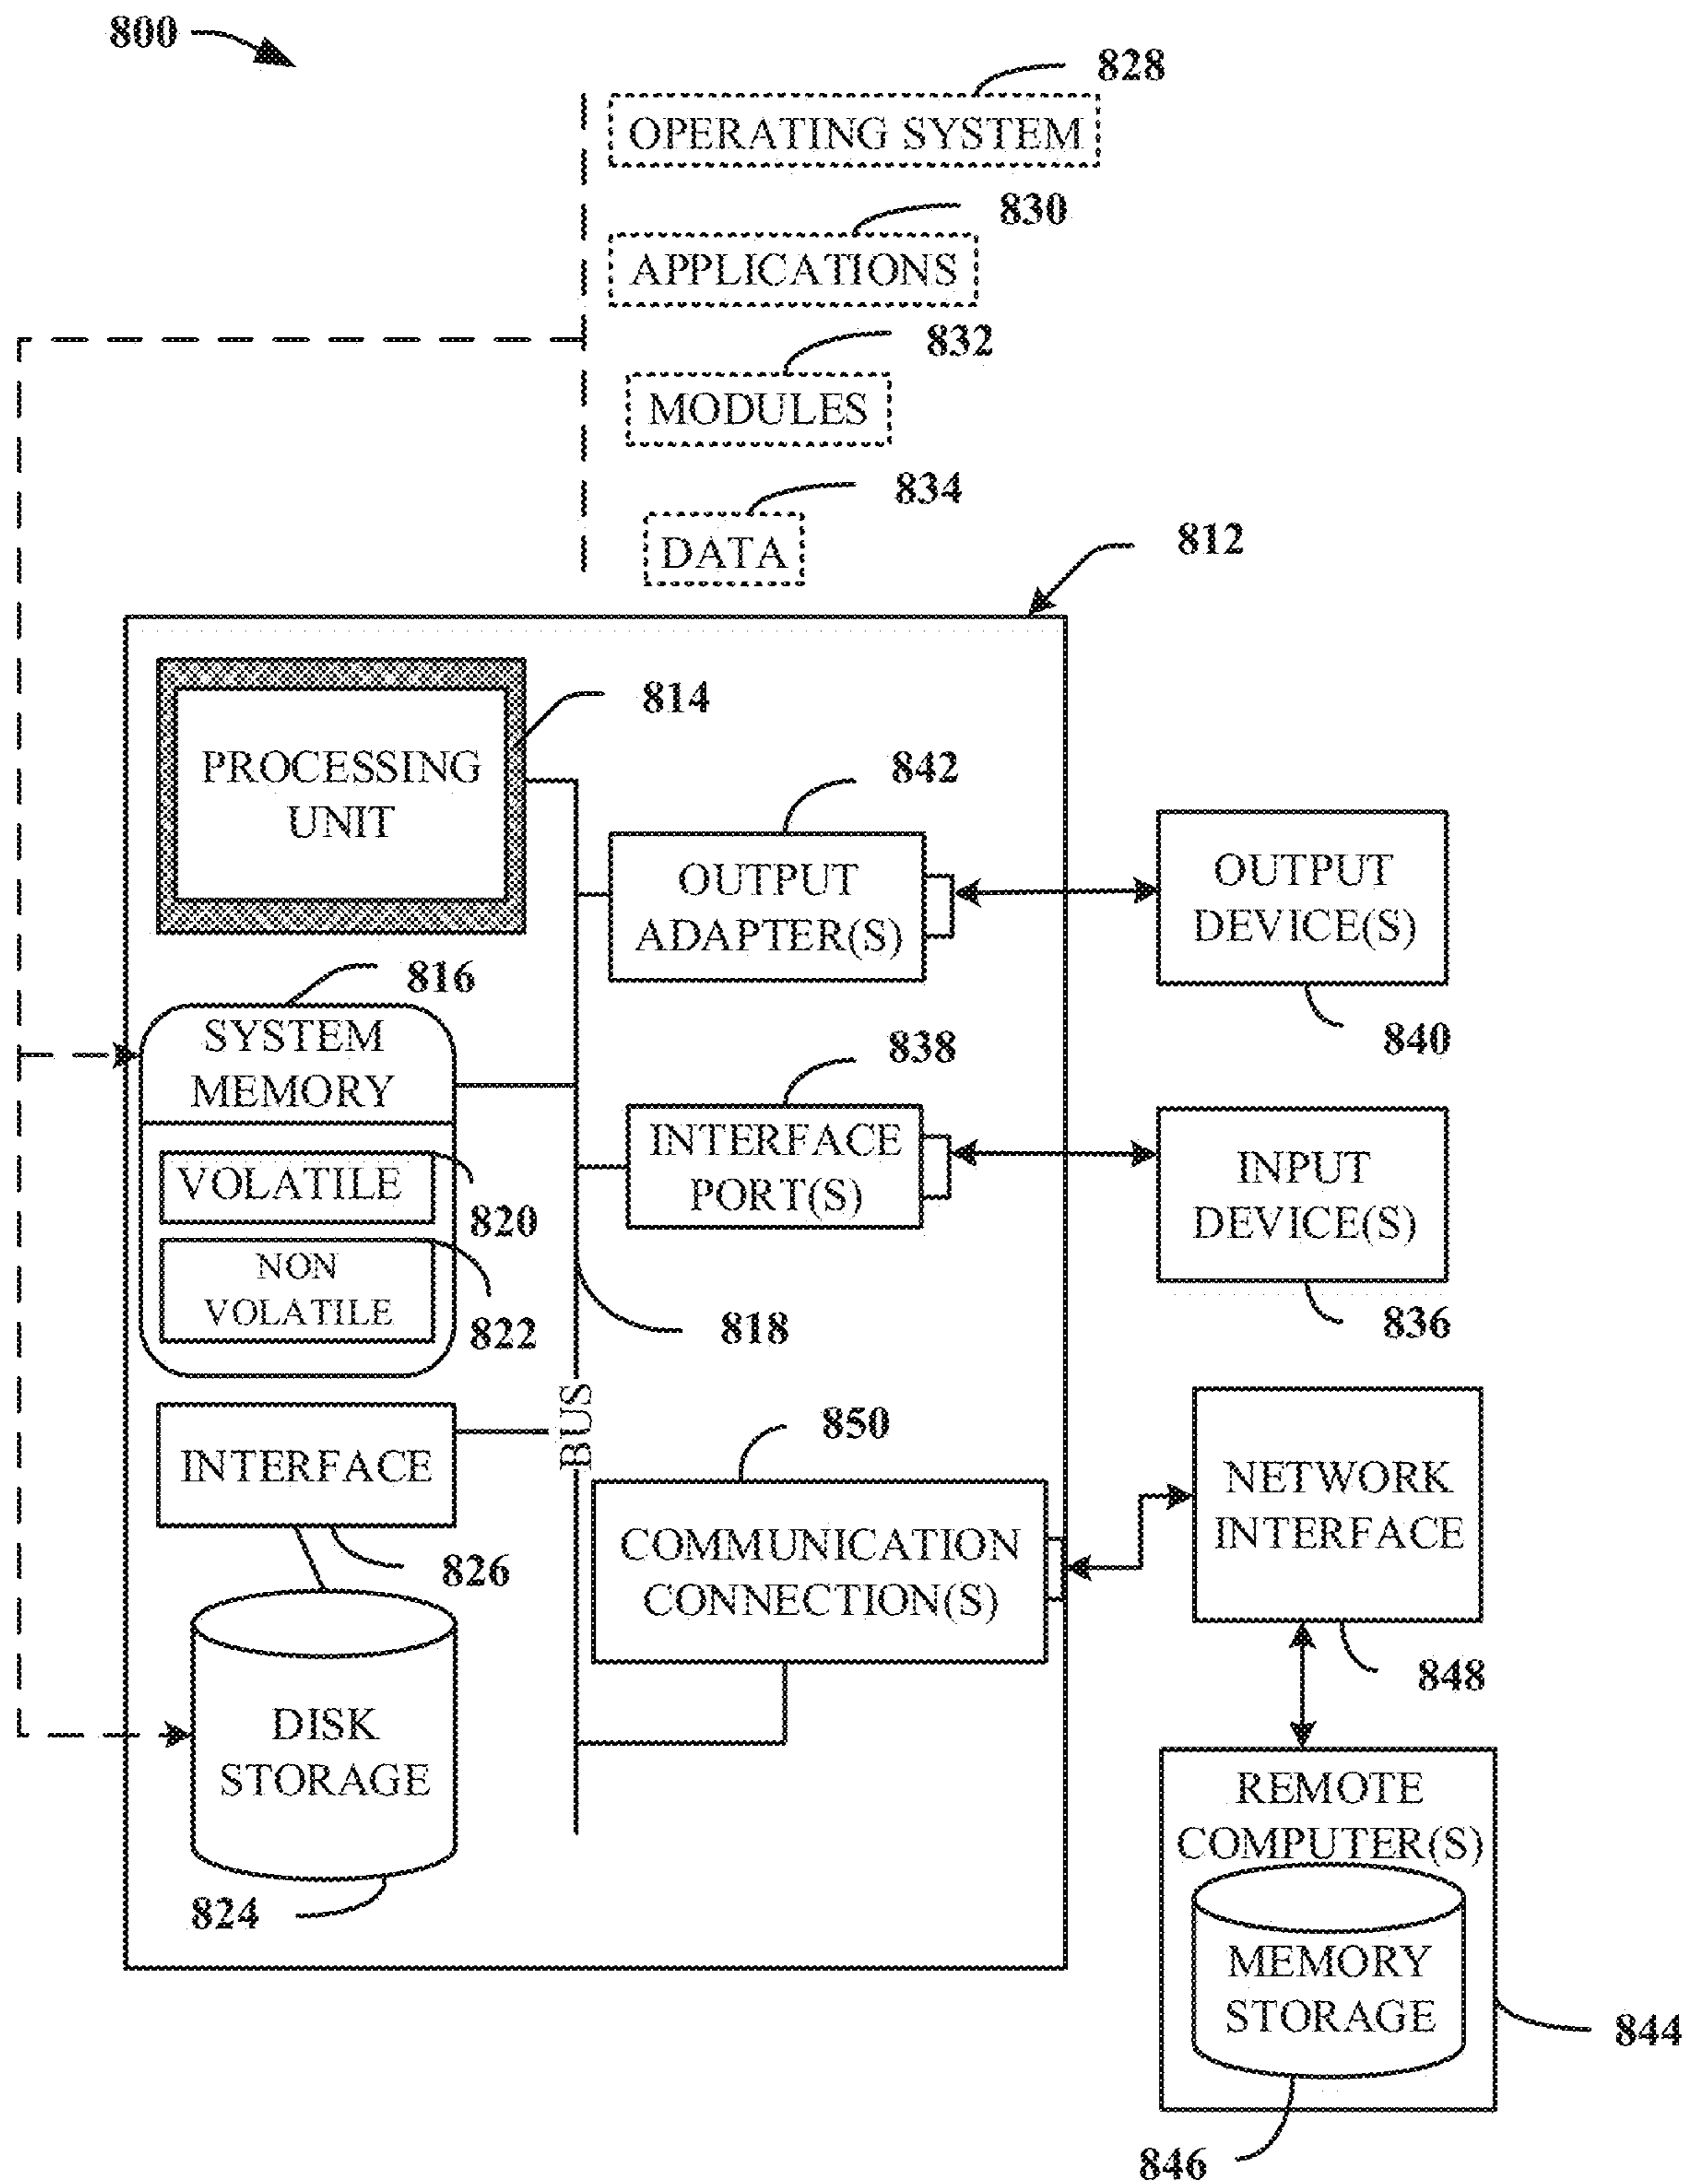 800
828
OPERATING SYSTEM
830
APPLICATIONS
832
MODULES
834
DATA
812
814
PROCESSING
UNIT
842
OUTPUT
ADAPTER(S)
OUTPUT
DEVICE(S)
840
816
SYSTEM
MEMORY
838
INTERFACE
PORT(S)
INPUT
DEVICE(S)
836
VOLATILE
820
NON
VOLATILE
822
818
BUS
INTERFACE
826
850
COMMUNICATION
CONNECTION(S)
NETWORK
INTERFACE
848
DISK
STORAGE
824
REMOTE
COMPUTER(S)
MEMORY
STORAGE
844
846